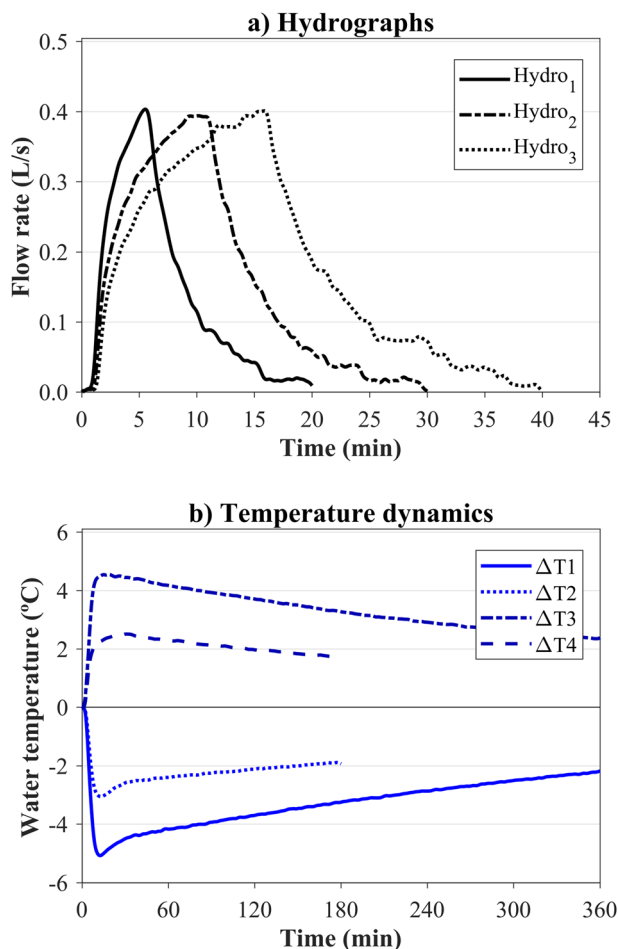 a) Hydrographs
0.5
0.4
0.3
0.2
0.1
0.0
Flow rate (L/s)
Hydro1
Hydro2
Hydro3
0 5 10 15 20 25 30 35 40 45
Time (min)
b) Temperature dynamics
6
4
2
0
-2
-4
-6
Water temperature (ºC)
ΔT1
ΔT2
ΔT3
ΔT4
0 60 120 180 240 300 360
Time (min)